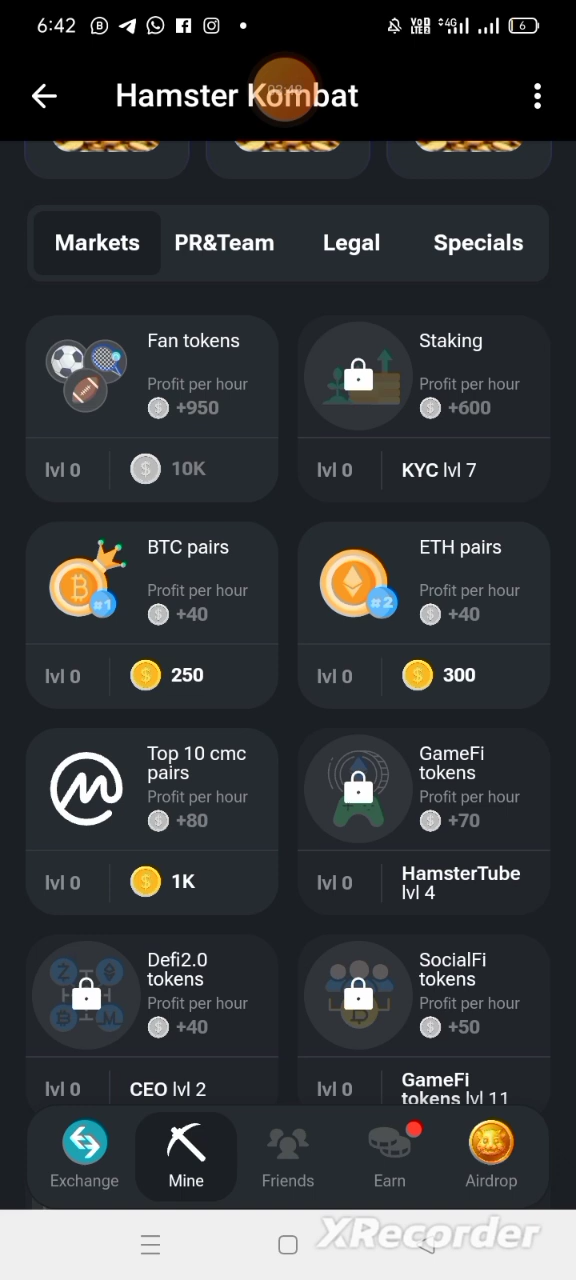 6:42
6
Hamster Kombat
02:48
Markets PR&Team Legal Specials
Fan tokens
Profit per hour
+950
lvl 0 10K
Staking
Profit per hour
+600
lvl 0 KYC lvl 7
BTC pairs
Profit per hour
#1 +40
lvl 0 250
ETH pairs
Profit per hour
#2 +40
lvl 0 300
Top 10 cmc
pairs
Profit per hour
+80
lvl 0 1K
GameFi
tokens
Profit per hour
+70
lvl 0 HamsterTube
lvl 4
Defi2.0
tokens
Profit per hour
+40
lvl 0 CEO lvl 2
SocialFi
tokens
Profit per hour
+50
lvl 0 GameFi
tokens lvl 11
Exchange Mine Friends Earn Airdrop
XRecorder